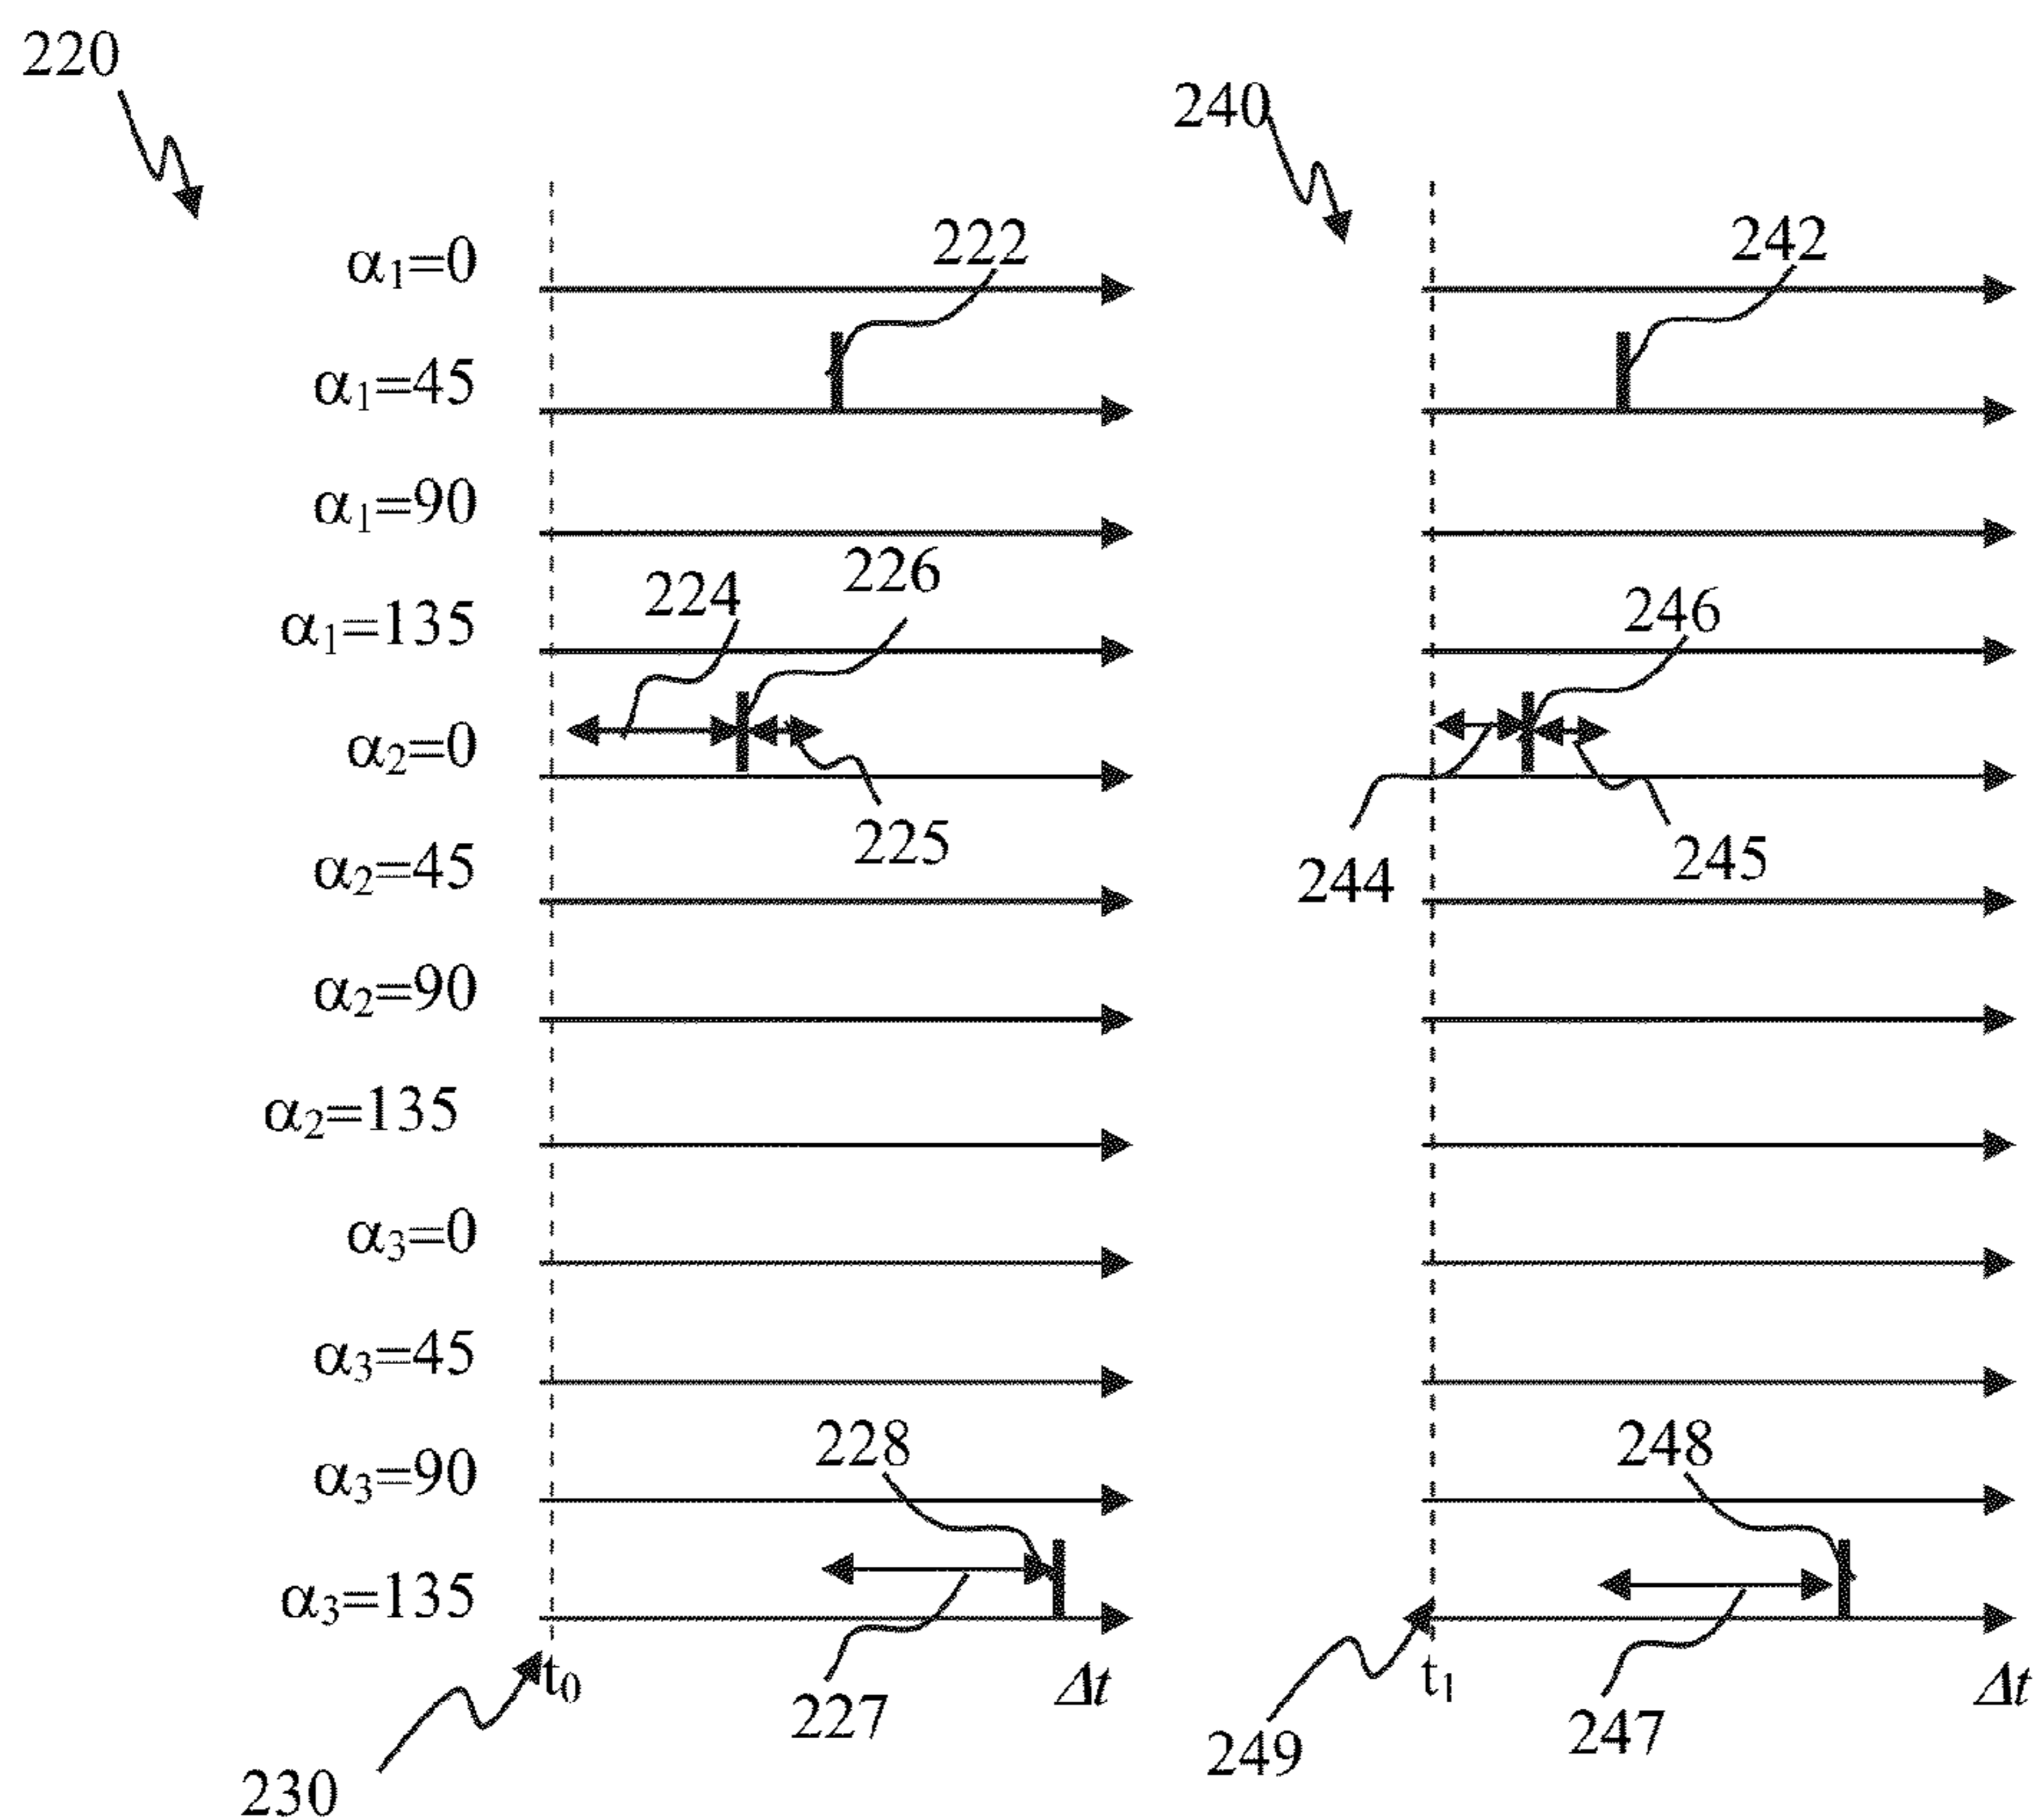 220
240
222
242
α₁=0
α₁=45
α₁=90
226
224
246
α₁=135
α₂=0
225
245
244
α₂=45
α₂=90
α₂=135
α₃=0
α₃=45
228
248
α₃=90
α₃=135
t₀
Δt
t₁
Δt
227
247
249
230